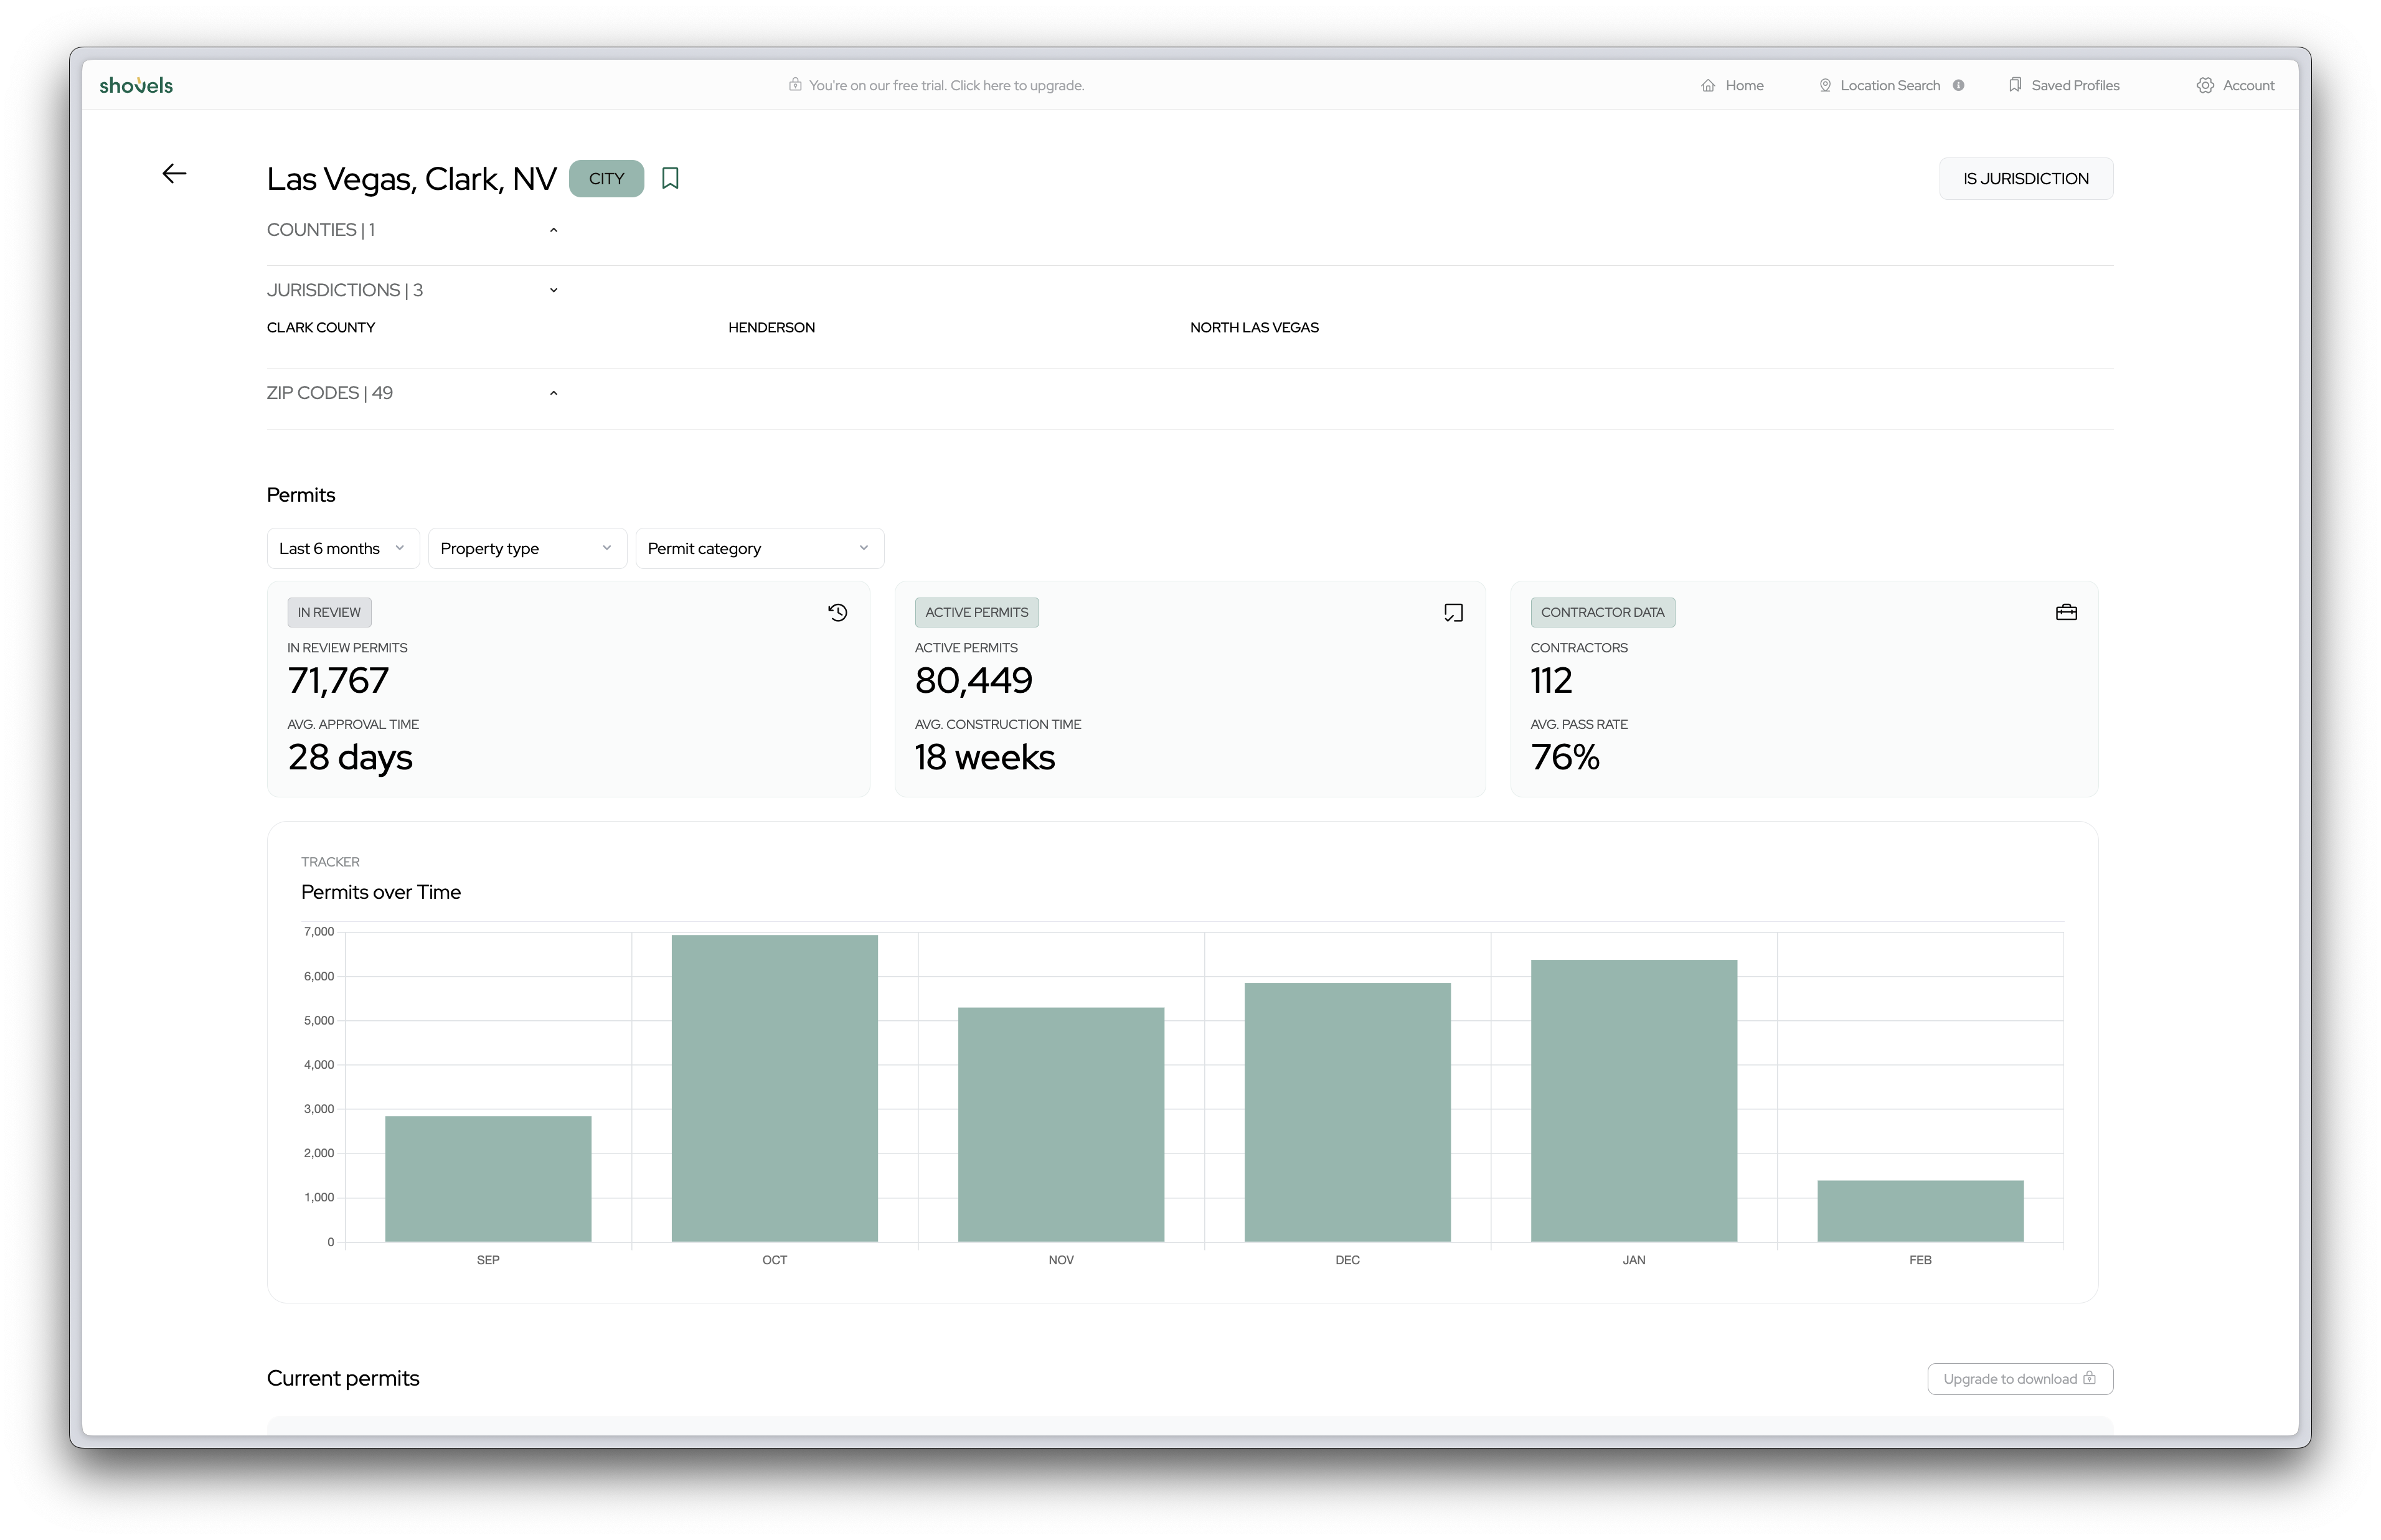 shovels
You're on our free trial. Click here to upgrade.
Home
Location Search
Saved Profiles
Account
Las Vegas, Clark, NV
CITY
IS JURISDICTION
COUNTIES | 1
JURISDICTIONS | 3
CLARK COUNTY
HENDERSON
NORTH LAS VEGAS
ZIP CODES | 49
Permits
Last 6 months
Property type
Permit category
IN REVIEW
IN REVIEW PERMITS
71,767
AVG. APPROVAL TIME
28 days
ACTIVE PERMITS
ACTIVE PERMITS
80,449
AVG. CONSTRUCTION TIME
18 weeks
CONTRACTOR DATA
CONTRACTORS
112
AVG. PASS RATE
76%
TRACKER
Permits over Time
7,000
6,000
5,000
4,000
3,000
2,000
1,000
0
SEP
OCT
NOV
DEC
JAN
FEB
Current permits
Upgrade to download